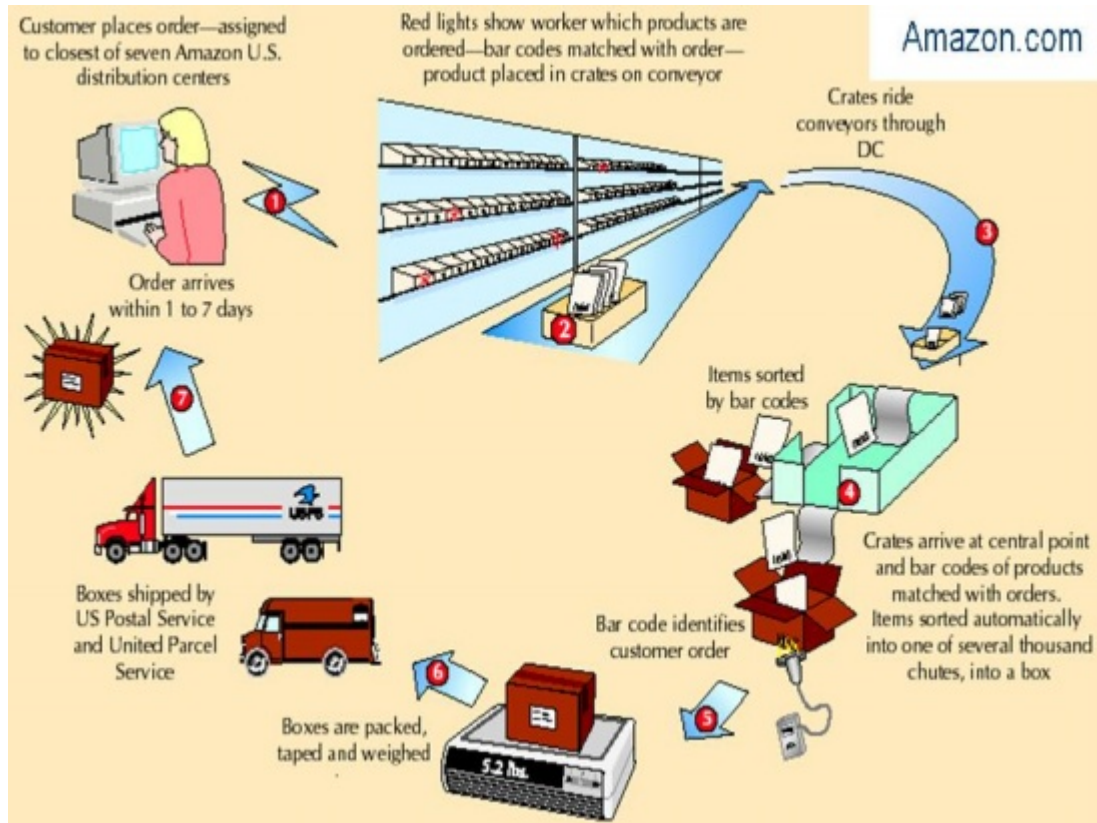 Customer places order—assigned
to closest of seven Amazon U.S.
distribution centers
Red lights show worker which products are
ordered—bar codes matched with order—
product placed in crates on conveyor
Amazon.com
Crates ride
conveyors through
DC
1
2
3
Order arrives
within 1 to 7 days
7
Items sorted
by bar codes
4
USPS
Crates arrive at central point
and bar codes of products
matched with orders.
Items sorted automatically
into one of several thousand
chutes, into a box
Boxes shipped by
US Postal Service
and United Parcel
Service
Bar code identifies
customer order
5
6
Boxes are packed,
taped and weighed
5.2 lbs.